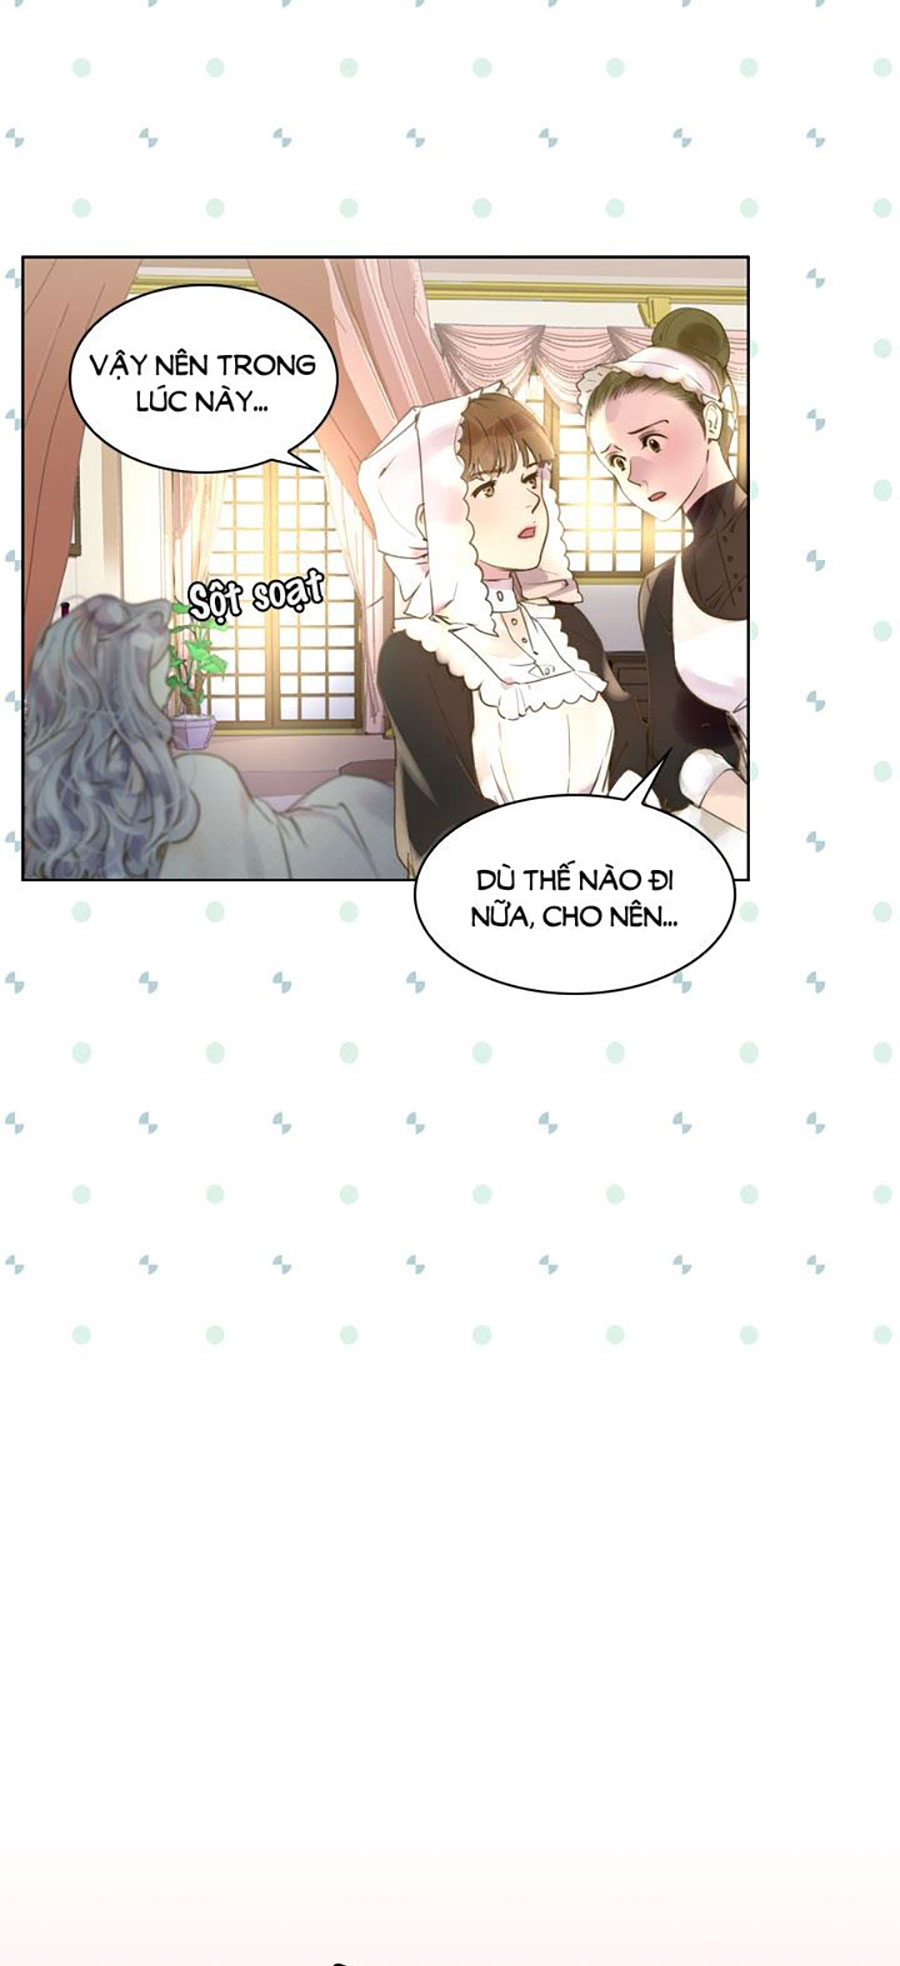 VẬY NÊN TRONG
LÚC NÀY...
Sột soạt
DÙ THẾ NÀO ĐI
NỮA, CHO NÊN...